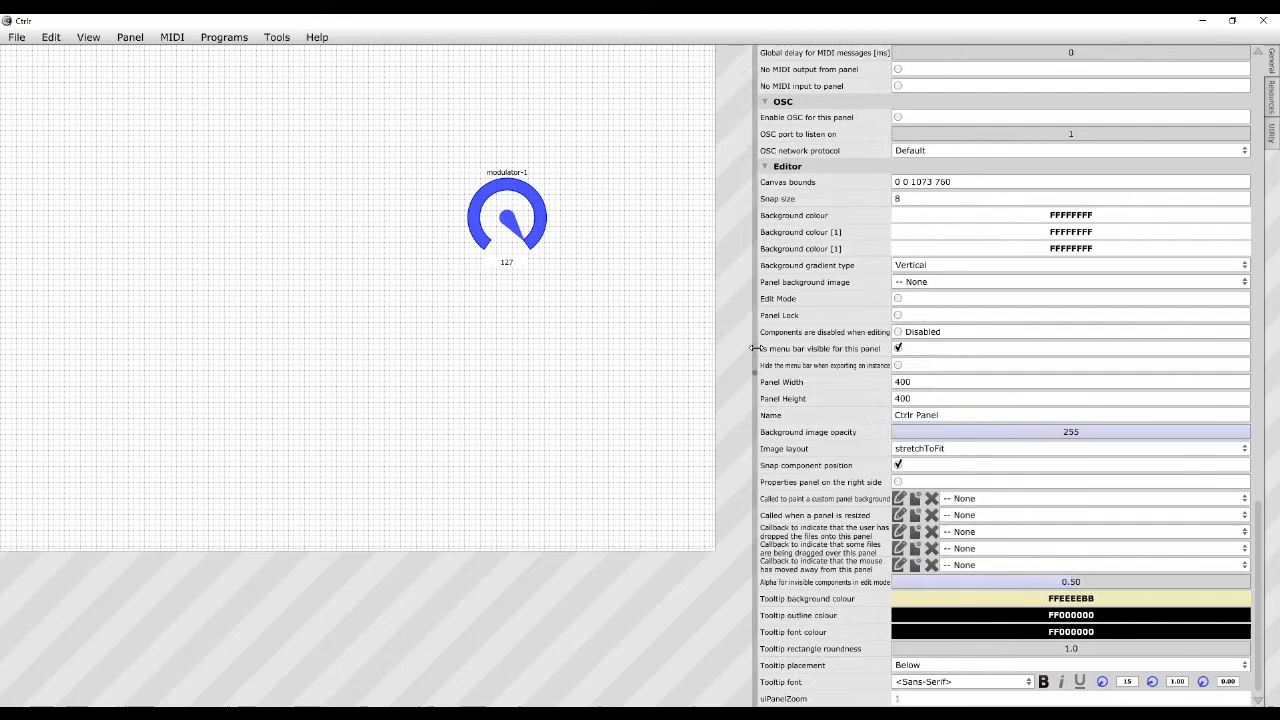 Ctrlr
File Edit View Panel MIDI Programs Tools Help
Global delay for MIDI messages [ms] 0
No MIDI output from panel
No MIDI input to panel
OSC
Enable OSC for this panel
OSC port to listen on 1
OSC network protocol Default
Editor
Canvas bounds 0 0 1073 760
Snap size 8
Background colour FFFFFFFF
Background colour [1] FFFFFFFF
Background colour [1] FFFFFFFF
Background gradient type Vertical
Panel background image -- None
Edit Mode
Panel Lock
Components are disabled when editing Disabled
s menu bar visible for this panel
Hide the menu bar when exporting an instance
Panel Width 400
Panel Height 400
Name Ctrlr Panel
Background image opacity 255
Image layout stretchToFit
Snap component position
Properties panel on the right side
Called to paint a custom panel background -- None
Called when a panel is resized -- None
Callback to indicate that the user has
dropped the files onto this panel -- None
Callback to indicate that some files
are being dragged over this panel -- None
Callback to indicate that the mouse
has moved away from this panel -- None
Alpha for invisible components in edit mode 0.50
Tooltip background colour FFEEEEBB
Tooltip outline colour FF000000
Tooltip font colour FF000000
Tooltip rectangle roundness 1.0
Tooltip placement Below
Tooltip font <Sans-Serif> B i U 15 1.00 0.00
uiPanelZoom 1
modulator-1
127
General
Resources
Utility